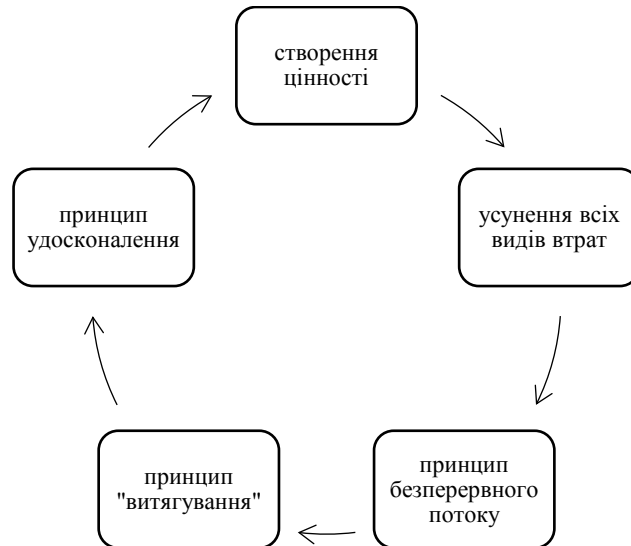 створення
цінності
усунення всіх
видів втрат
принцип
безперервного
потоку
принцип
"витягування"
принцип
удосконалення